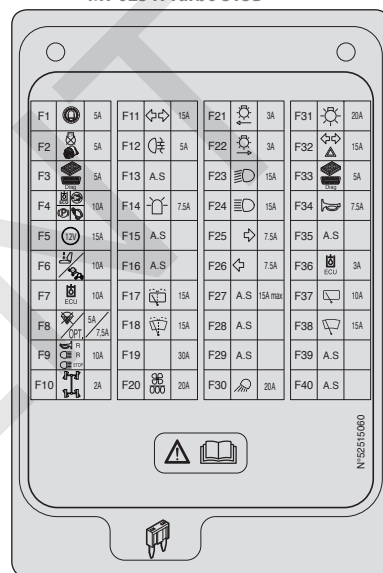 F1 5A F11 15A F21 3A F31 20A
F2 5A F12 5A F22 3A F32 15A
F3 Diag 5A F13 A.S F23 15A F33 Diag 5A
F4 10A F14 7.5A F24 15A F34 7.5A
F5 12V 15A F15 A.S F25 7.5A F35 A.S
F6 10A F16 A.S F26 7.5A F36 ECU 3A
F7 ECU 10A F17 15A F27 A.S 15A max F37 10A
F8 OPT. 5A 7,5A F18 15A F28 A.S F38 15A
F9 R R STOP 10A F19 30A F29 A.S F39 A.S
F10 2A F20 20A F30 20A F40 A.S
N°52515060